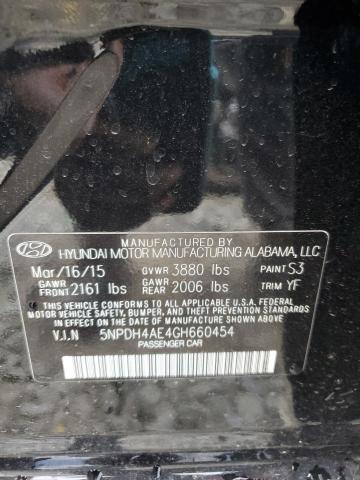 MANUFACTURED BY
HYUNDAI MOTOR MANUFACTURING ALABAMA, LLC
Mar/16/15 GVWR 3880 lbs PAINT S3
GAWR FRONT 2161 lbs GAWR REAR 2006 lbs TRIM YF
THIS VEHICLE CONFORMS TO ALL APPLICABLE U.S. FEDERAL
MOTOR VEHICLE SAFETY, BUMPER, AND THEFT PREVENTION
STANDARDS IN EFFECT ON THE DATE OF MANUFACTURE SHOWN ABOVE.
V.I.N 5NPDH4AE4GH660454
PASSENGER CAR